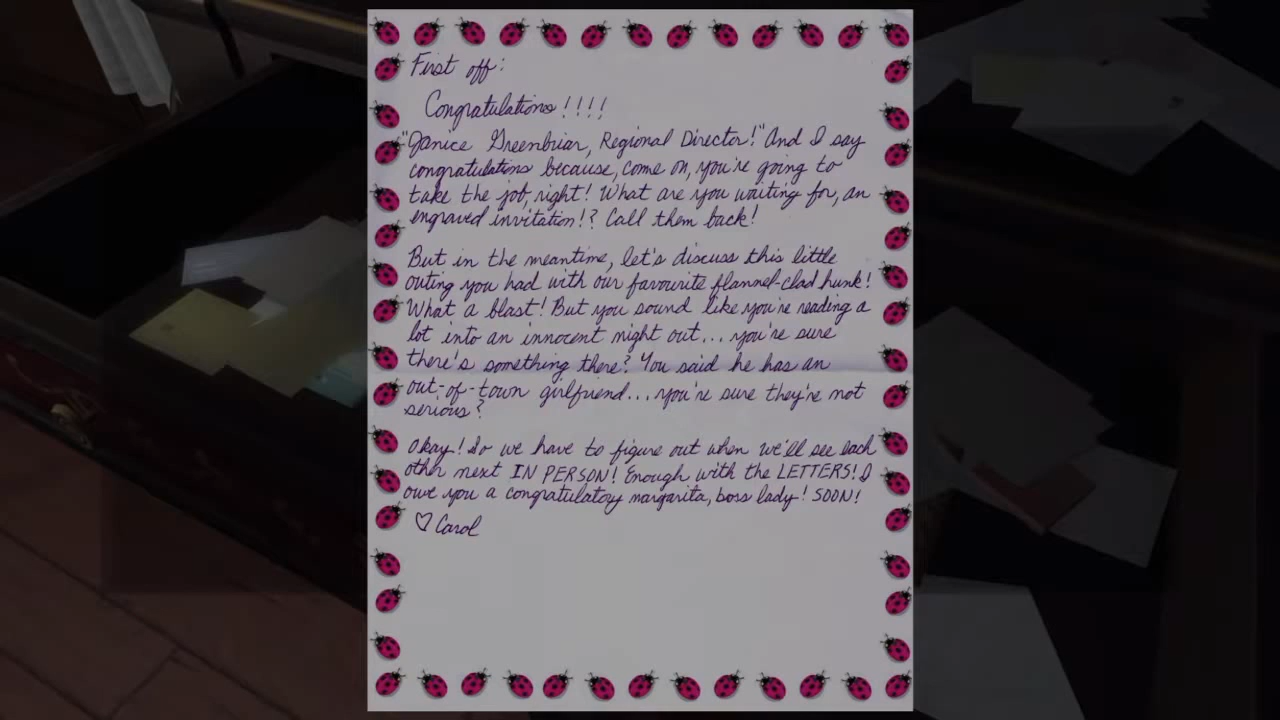 First off:
Congratulations!!!!
"Janice Greenbriar, Regional Director!" And I say
congratulations because, come on, you're going to
take the job, right! What are you waiting for, an
engraved invitation!? Call them back!
But in the meantime, let's discuss this little
outing you had with our favourite flannel-clad hunk!
What a blast! But you sound like you're reading a
lot into an innocent night out... you're sure
there's something there? You said he has an
out-of-town girlfriend... you're sure they're not
serious?
Okay! So we have to figure out when we'll see each
other next IN PERSON! Enough with the LETTERS! I
owe you a congratulatory margarita, boss lady! SOON!
♡ Carol